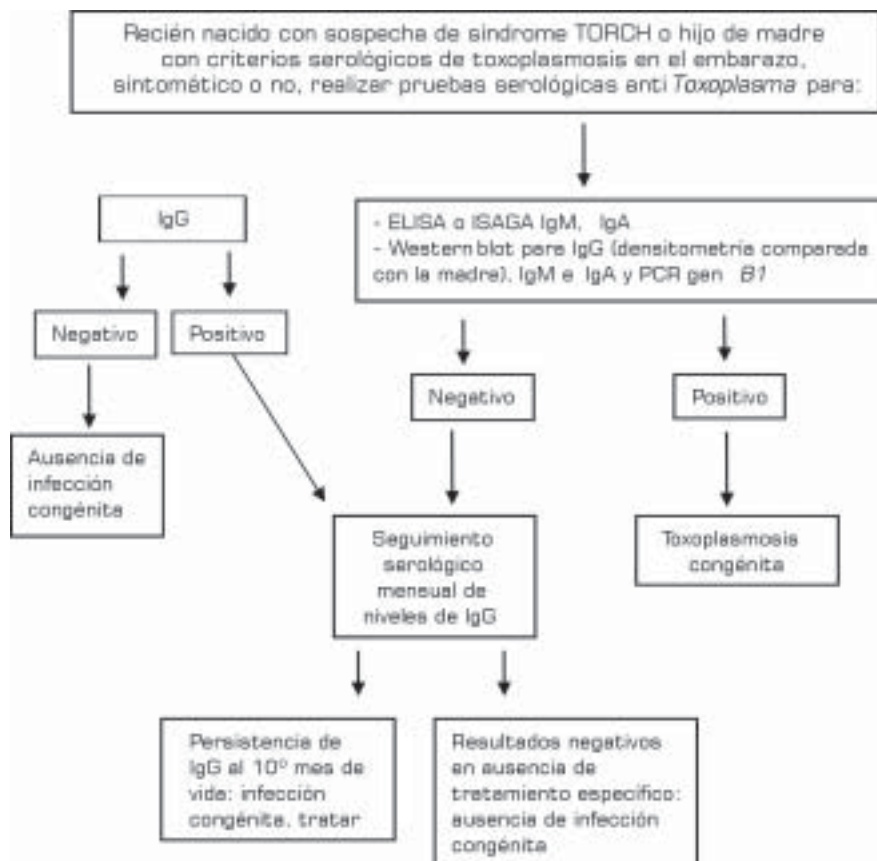 Recién nacido con sospecha de síndrome TORCH o hijo de madre
con criterios serológicos de toxoplasmosis en el embarazo,
sintomático o no, realizar pruebas serológicas anti Toxoplasma para:
IgG
- ELISA o ISAGA IgM, IgA
- Western blot para IgG (densitometría comparada
con la madre), IgM e IgA y PCR gen B1
Negativo
Positivo
Negativo
Positivo
Ausencia de
infección
congénita
Seguimiento
serológico
mensual de
niveles de IgG
Toxoplasmosis
congénita
Persistencia de
IgG al 10º mes de
vida: infección
congénita, tratar
Resultados negativos
en ausencia de
tratamiento específico:
ausencia de infección
congénita